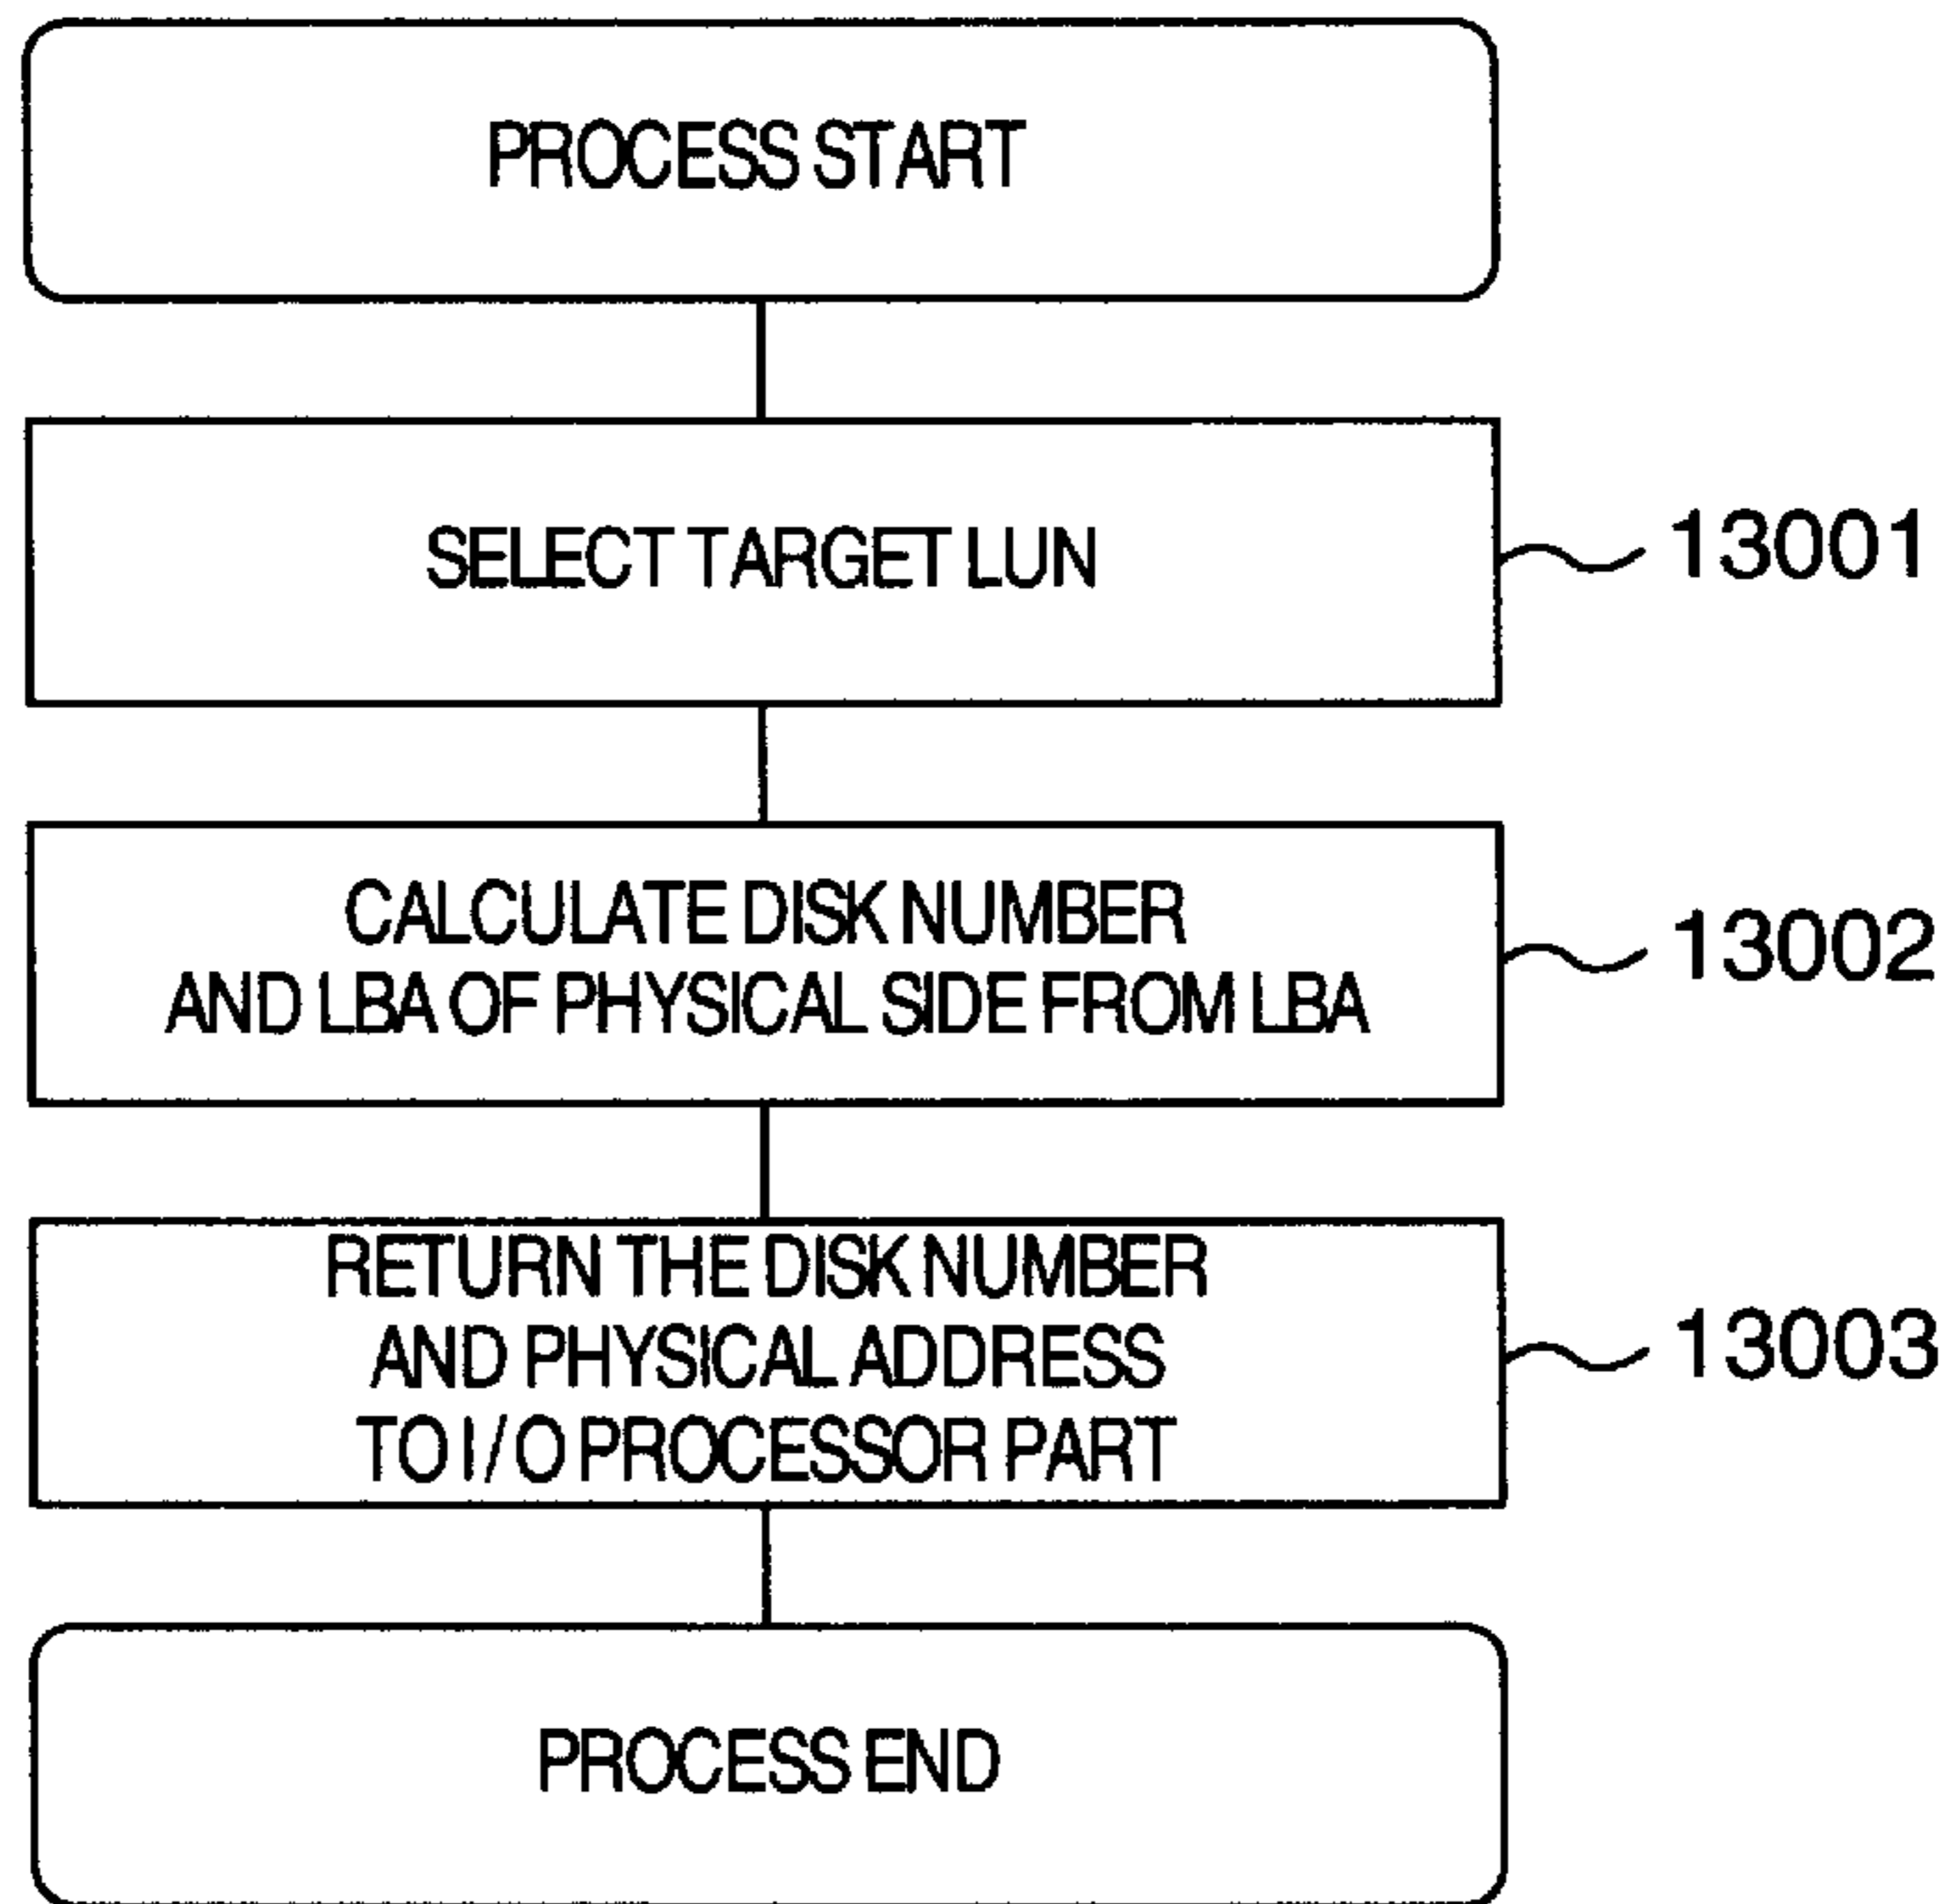 PROCESS START
SELECT TARGET LUN
13001
CALCULATE DISK NUMBER
AND LBA OF PHYSICAL SIDE FROM LBA
13002
RETURN THE DISK NUMBER
AND PHYSICAL ADDRESS
TO I/O PROCESSOR PART
13003
PROCESS END